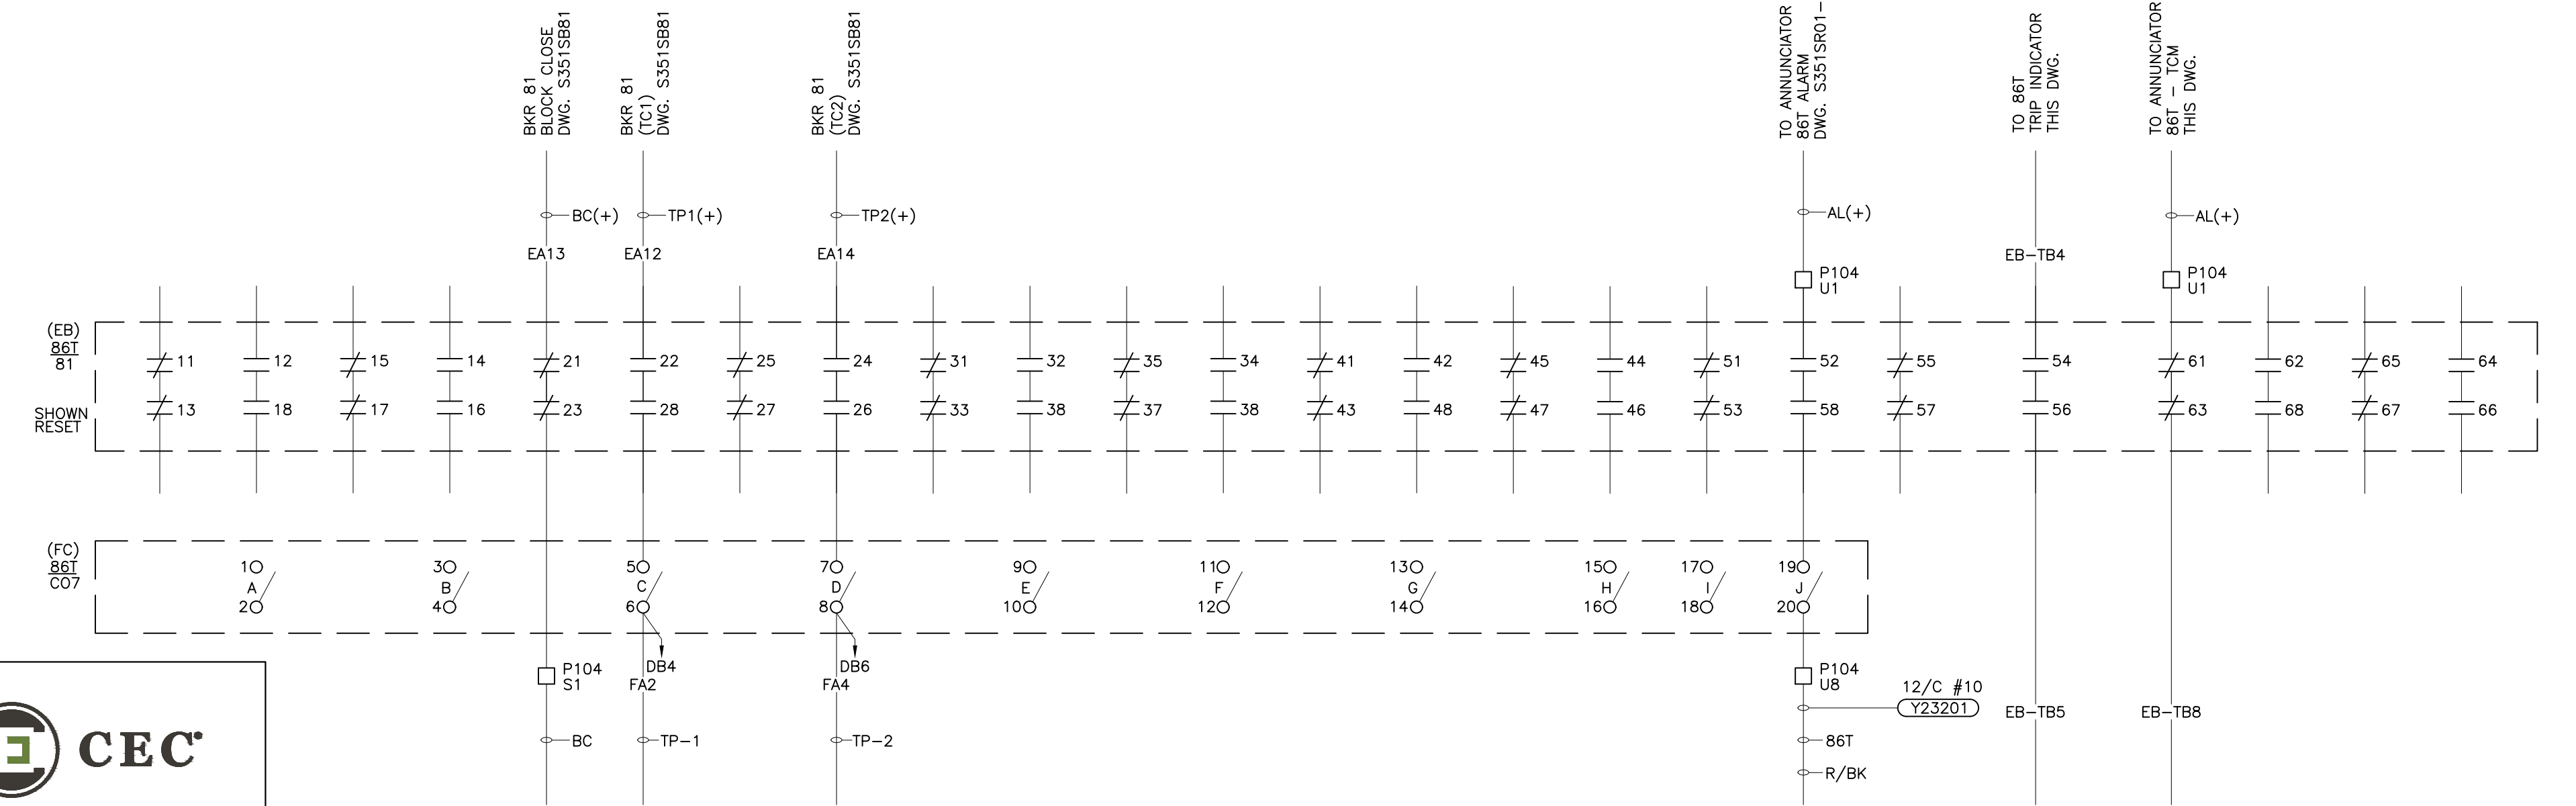 BKR 81
BLOCK CLOSE
DWG. S351SB81
BKR 81
(TC1)
DWG. S351SB81
BKR 81
(TC2)
DWG. S351SB81
TO ANNUNCIATOR
86T ALARM
DWG. S351SR01-
TO 86T
TRIP INDICATOR
THIS DWG.
TO ANNUNCIATOR
86T - TCM
THIS DWG.
BC(+) TP1(+) TP2(+) AL(+) AL(+)
EA13 EA12 EA14 EB-TB4
P104
U1
P104
U1
(EB)
86T
81
SHOWN
RESET
11 12 15 14 21 22 25 24 31 32 35 34 41 42 45 44 51 52 55 54 61 62 65 64
13 18 17 16 23 28 27 26 33 38 37 38 43 48 47 46 53 58 57 56 63 68 67 66
(FC)
86T
CO7
1 3 5 7 9 11 13 15 17 19
A B C D E F G H I J
2 4 6 8 10 12 14 16 18 20
P104
S1
DB4
FA2
DB6
FA4
P104
U8
12/C #10
Y23201
EB-TB5 EB-TB8
BC TP-1 TP-2 86T
R/BK
CEC